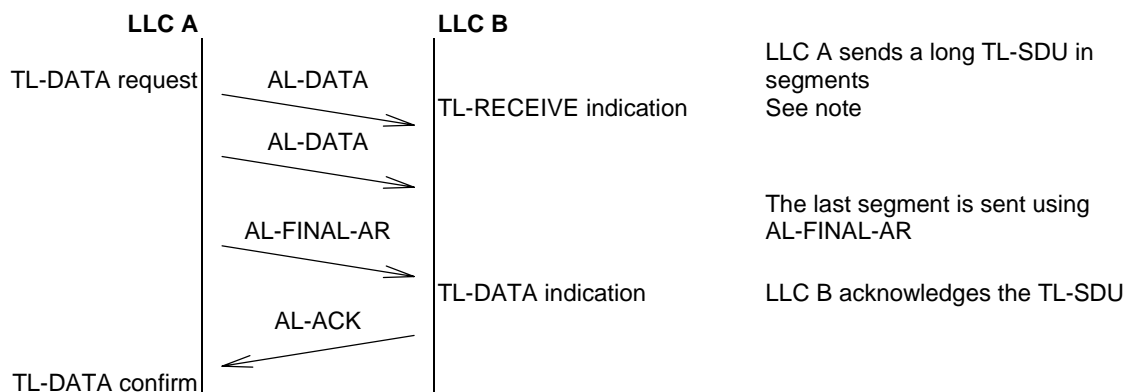 LLC A
LLC B
LLC A sends a long TL-SDU in
segments
See note
TL-DATA request
AL-DATA
TL-RECEIVE indication
AL-DATA
The last segment is sent using
AL-FINAL-AR
AL-FINAL-AR
TL-DATA indication
LLC B acknowledges the TL-SDU
AL-ACK
TL-DATA confirm